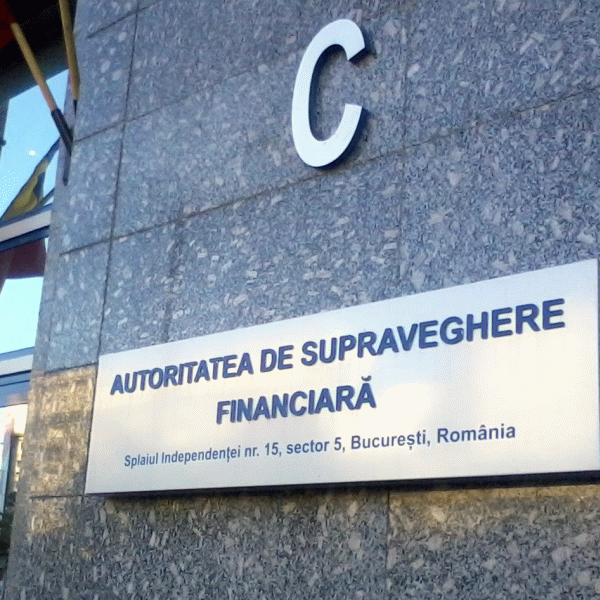 C
AUTORITATEA DE SUPRAVEGHERE
FINANCIARĂ
Splaiul Independenței nr. 15, sector 5, București, România